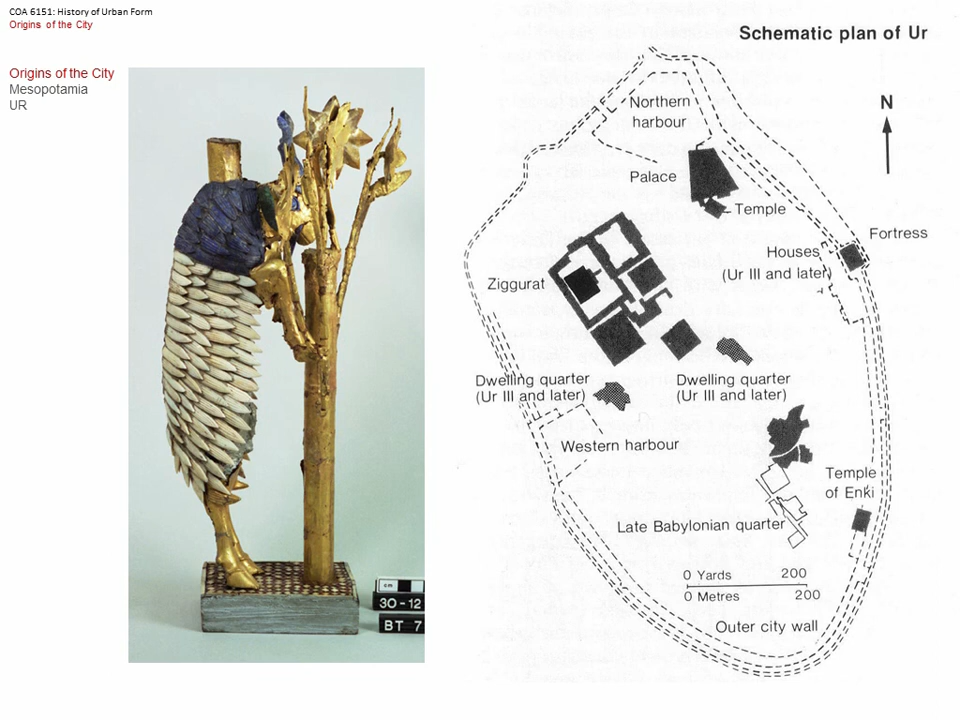 COA 6151: History of Urban Form
Origins of the City
Origins of the City
Mesopotamia
UR
cm
30-12
BT 7
Schematic plan of Ur
N
Northern
harbour
Palace
Temple
Fortress
Houses
(Ur III and later)
Ziggurat
Dwelling quarter
(Ur III and later)
Dwelling quarter
(Ur III and later)
Western harbour
Temple
of Enki
Late Babylonian quarter
0 Yards 200
0 Metres 200
Outer city wall